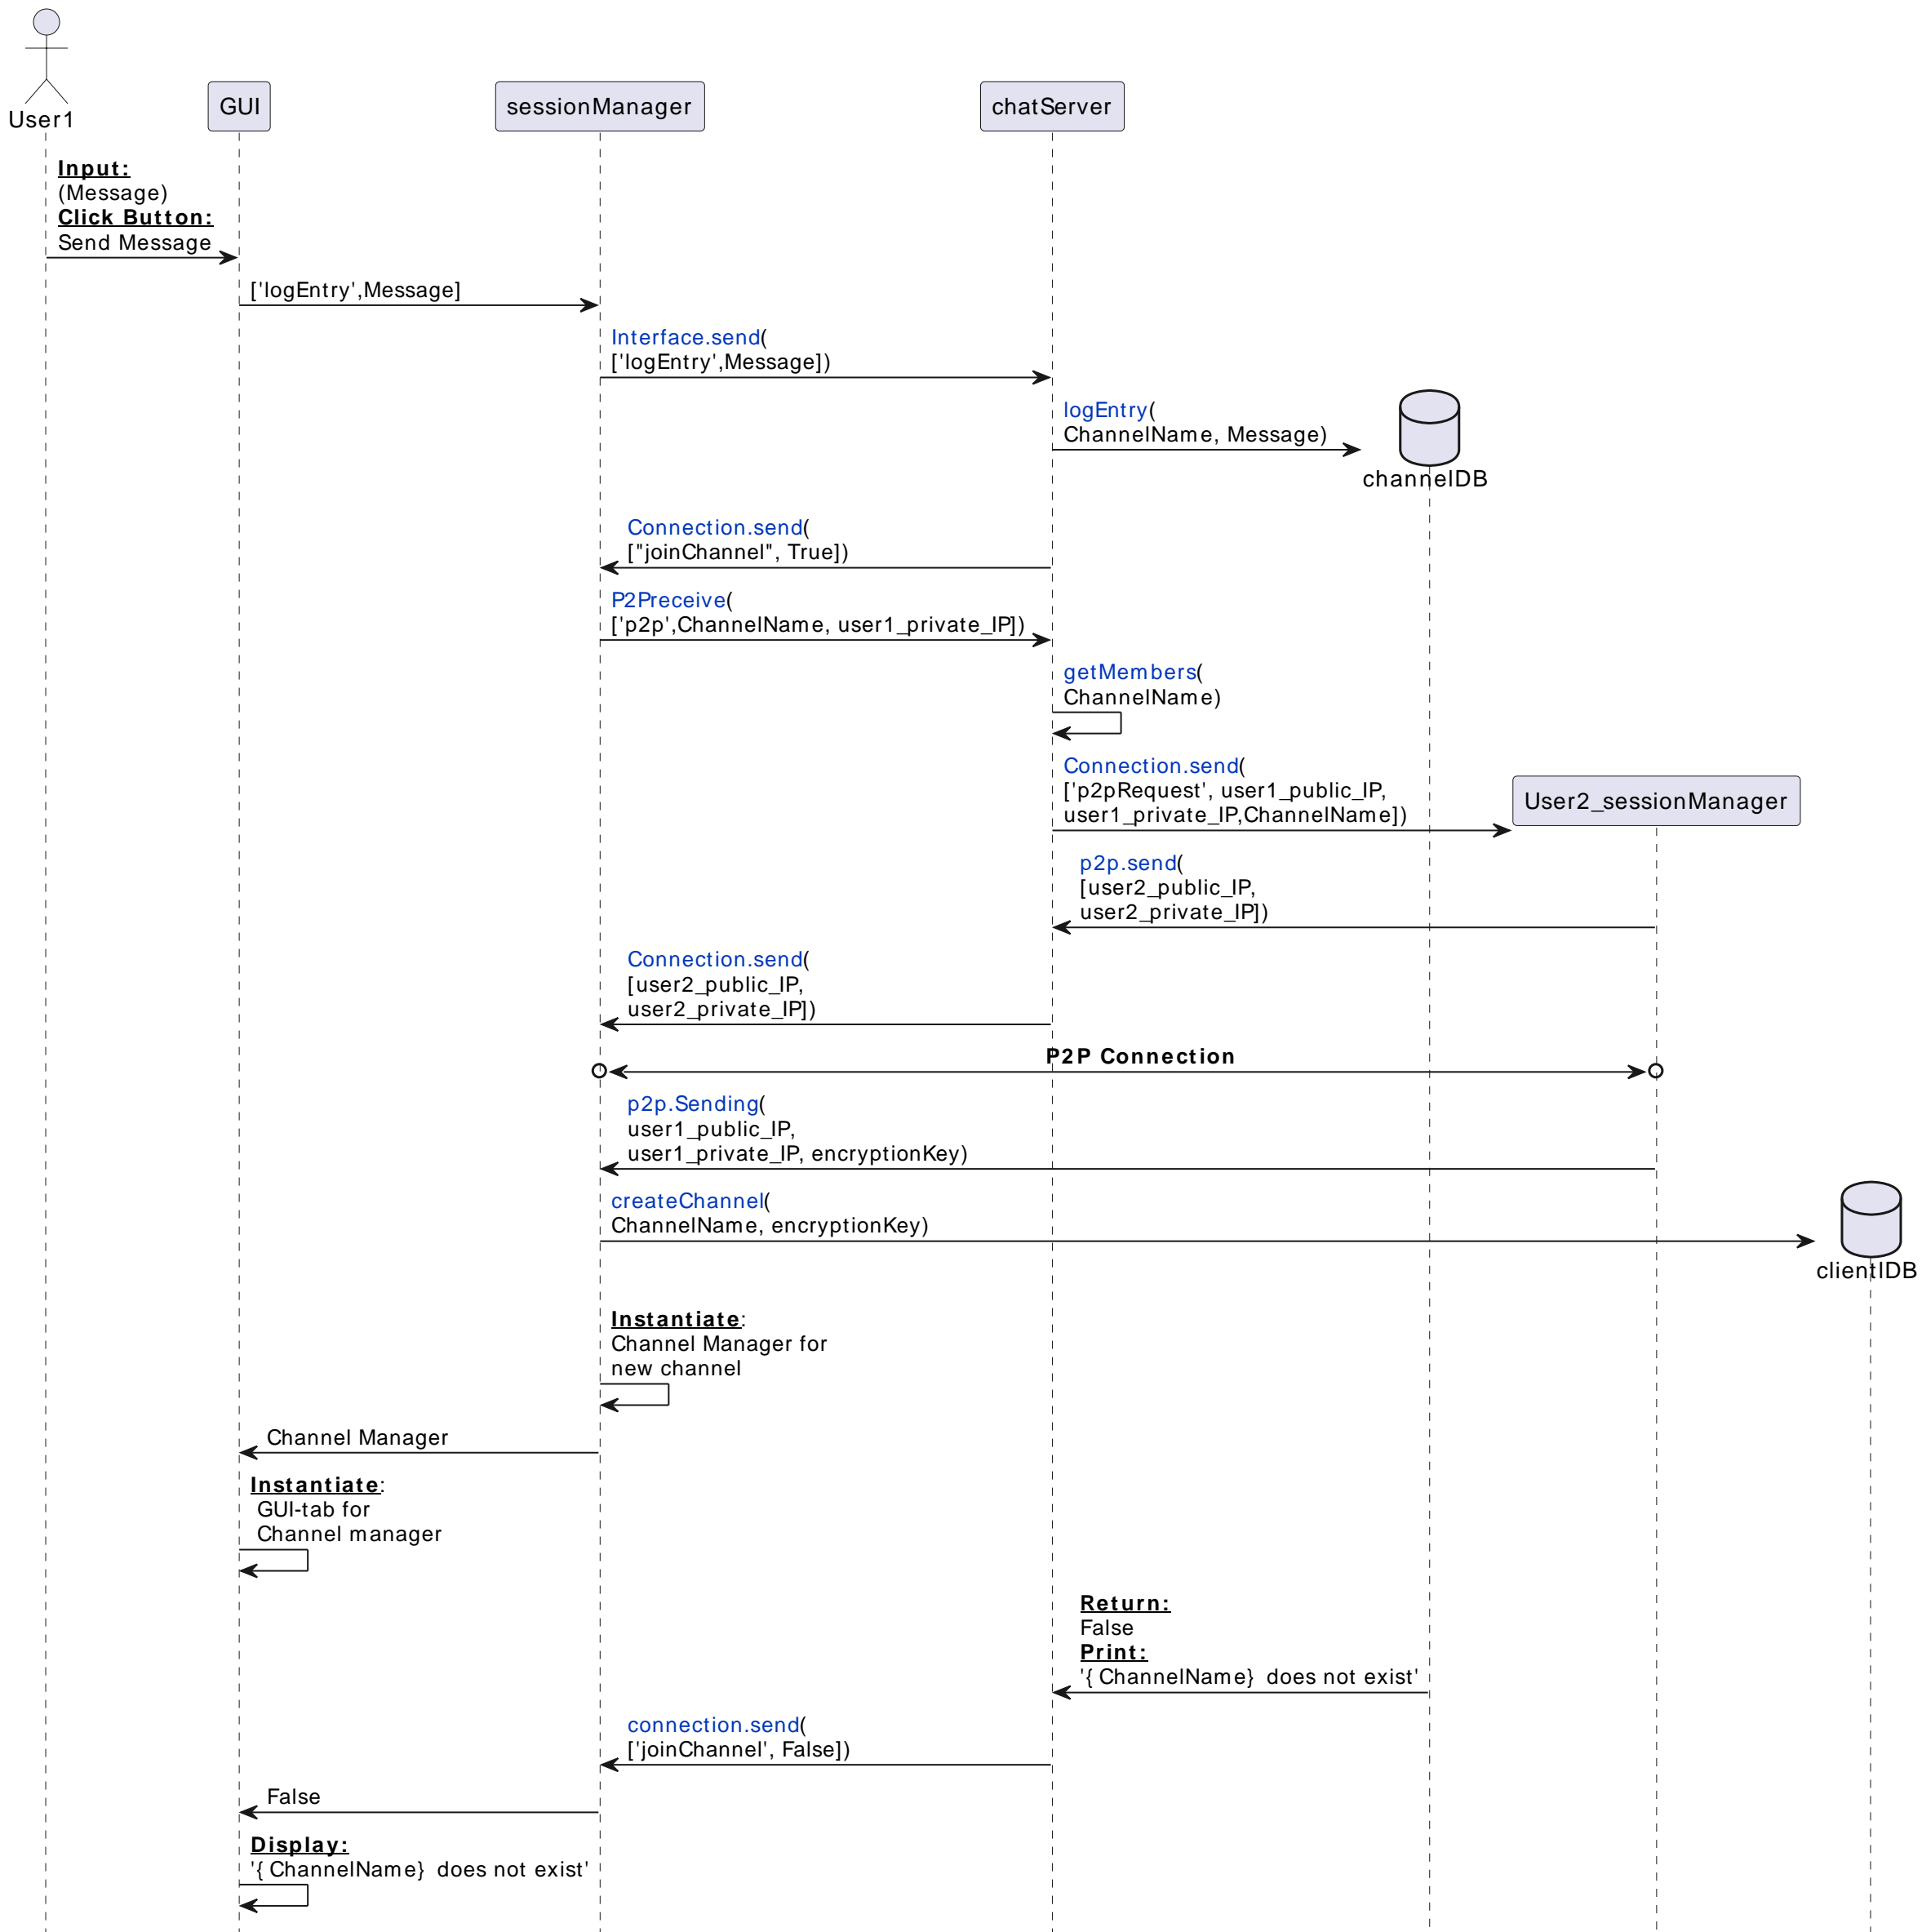 User1
GUI
sessionManager
chatServer
Input:
(Message)
Click Button:
Send Message
['logEntry',Message]
Interface.send(
['logEntry',Message])
logEntry(
ChannelName, Message)
channelDB
Connection.send(
["joinChannel", True])
P2Preceive(
['p2p',ChannelName, user1_private_IP])
getMembers(
ChannelName)
Connection.send(
['p2pRequest', user1_public_IP,
user1_private_IP,ChannelName])
User2_sessionManager
p2p.send(
[user2_public_IP,
user2_private_IP])
Connection.send(
[user2_public_IP,
user2_private_IP])
P2P Connection
p2p.Sending(
user1_public_IP,
user1_private_IP, encryptionKey)
createChannel(
ChannelName, encryptionKey)
clientDB
Instantiate:
Channel Manager for
new channel
Channel Manager
Instantiate:
GUI-tab for
Channel manager
Return:
False
Print:
'{ChannelName} does not exist'
connection.send(
['joinChannel', False])
False
Display:
'{ChannelName} does not exist'